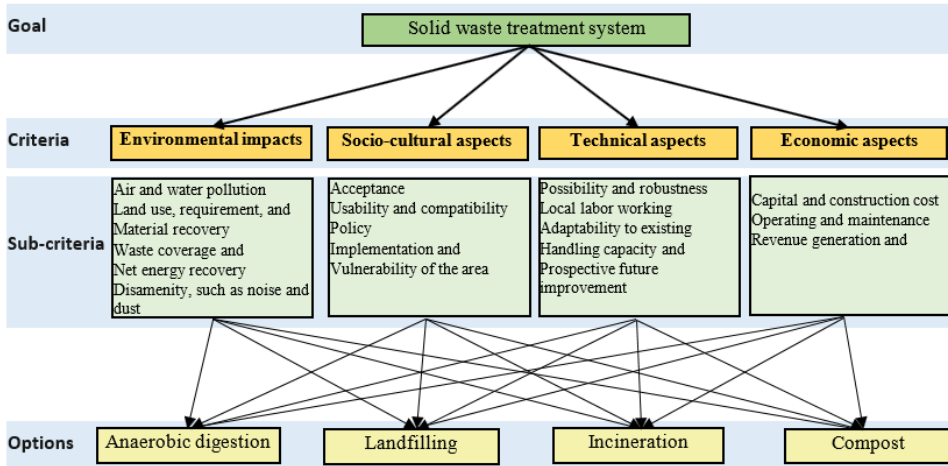 Goal
Solid waste treatment system
Criteria
Environmental impacts
Socio-cultural aspects
Technical aspects
Economic aspects
Sub-criteria
Air and water pollution
Land use, requirement, and
Material recovery
Waste coverage and
Net energy recovery
Disamenity, such as noise and
dust
Acceptance
Usability and compatibility
Policy
Implementation and
Vulnerability of the area
Possibility and robustness
Local labor working
Adaptability to existing
Handling capacity and
Prospective future
improvement
Capital and construction cost
Operating and maintenance
Revenue generation and
Options
Anaerobic digestion
Landfilling
Incineration
Compost